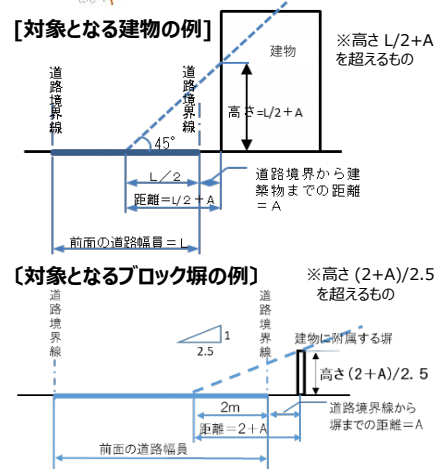 [対象となる建物の例]
※高さ L/2+A
を超えるもの
建物
道路境界線
道路境界線
高さ=L/2+A
45°
L/2
距離=L/2+A
道路境界から建
築物までの距離
=A
前面の道路幅員=L
〔対象となるブロック塀の例〕
※高さ (2+A)/2.5
を超えるもの
道路境界線
道路境界線
1
2.5
建物に附属する塀
高さ(2+A)/2.5
2m
距離=2+A
道路境界線から
塀までの距離=A
前面の道路幅員